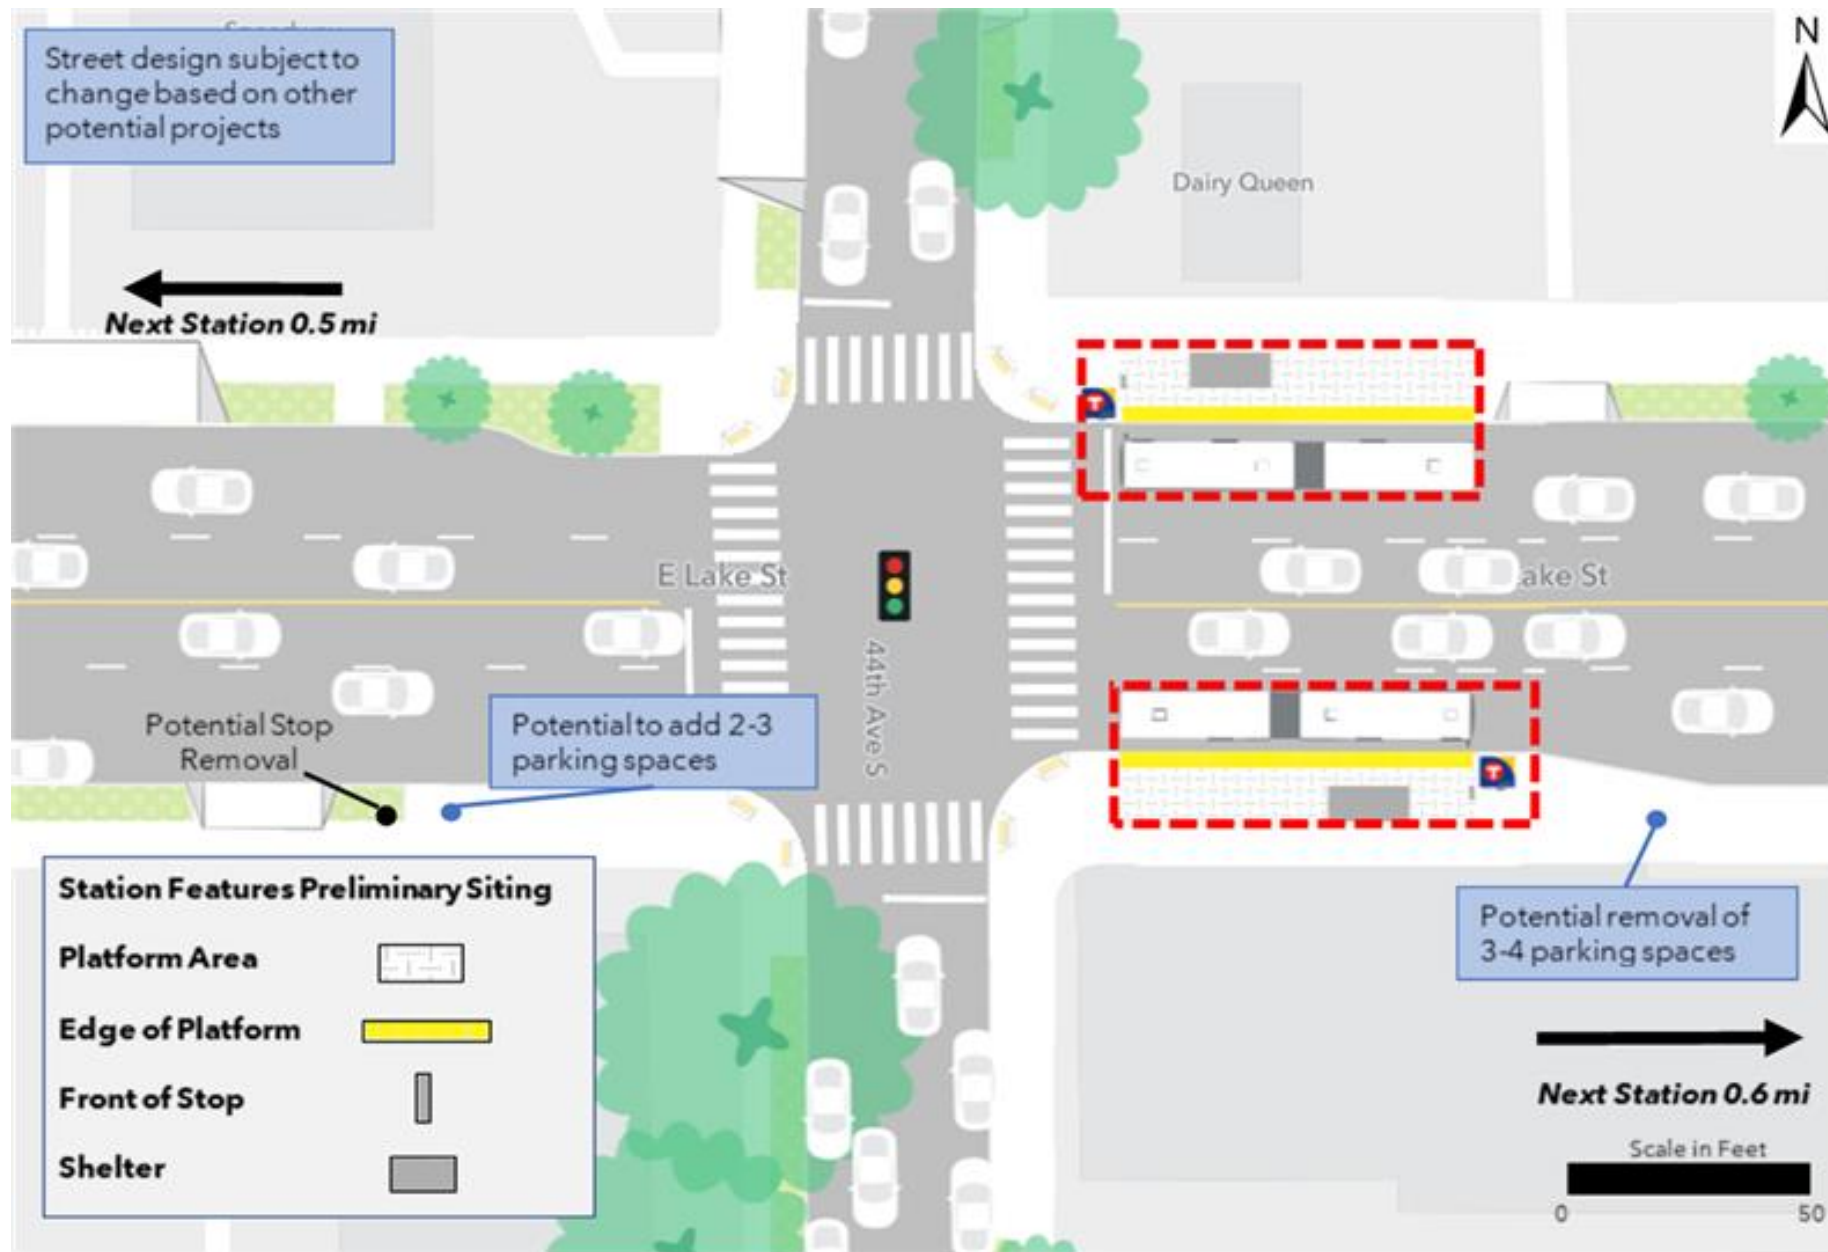 Street design subject to
change based on other
potential projects
N
Dairy Queen
Next Station 0.5 mi
T
E Lake St
ake St
44th Ave S
Potential Stop
Removal
Potential to add 2-3
parking spaces
T
Station Features Preliminary Siting
Platform Area
Edge of Platform
Front of Stop
Shelter
Potential removal of
3-4 parking spaces
Next Station 0.6 mi
Scale in Feet
0
50